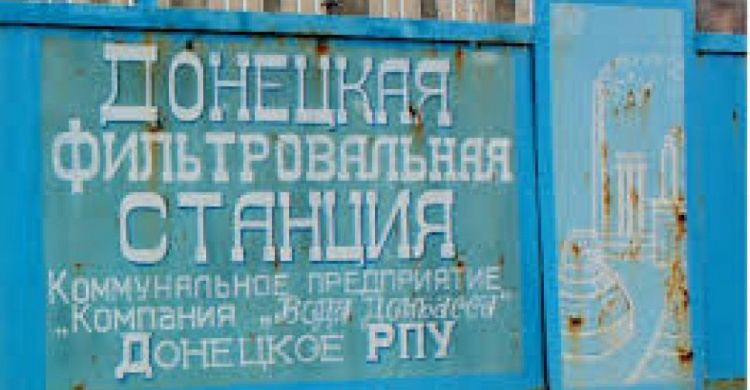 ДОНЕЦКАЯ
ФИЛЬТРОВАЛЬНАЯ
СТАНЦИЯ
КОММУНАЛЬНОЕ ПРЕДПРИЯТИЕ
„КОМПАНИЯ „Вода Донбасса"
ДОНЕЦКОЕ РПУ